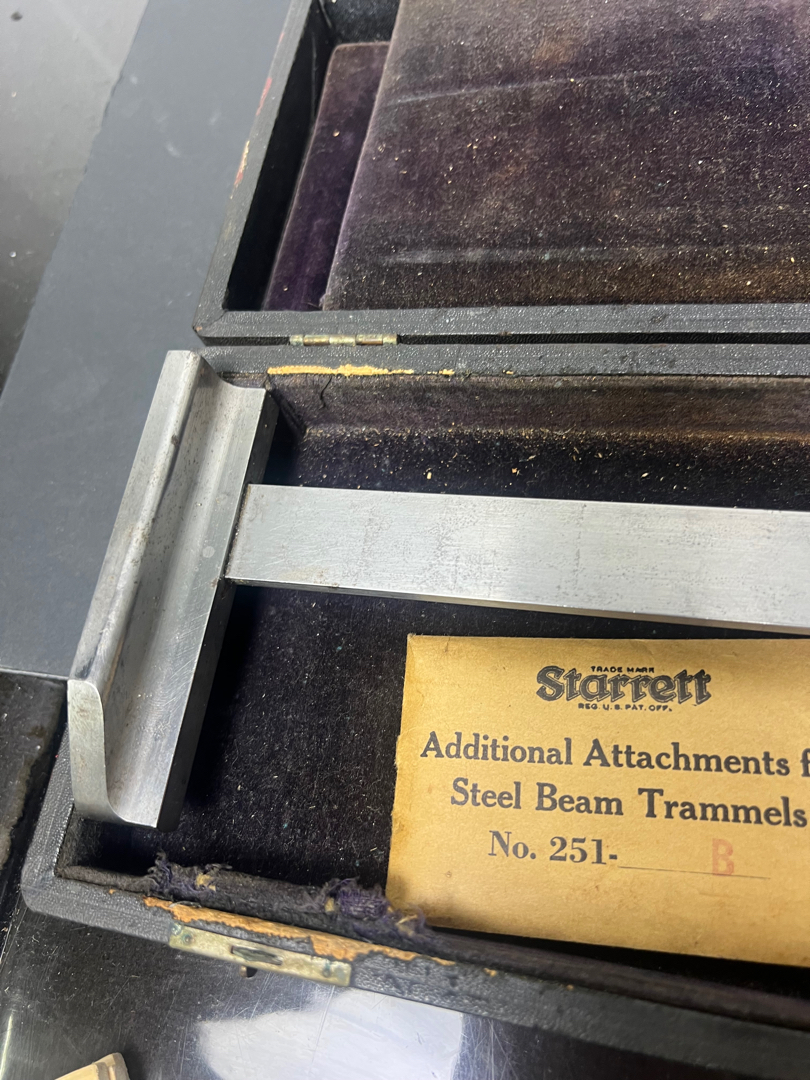 TRADE MARK
Starrett
REG. U.S. PAT. OFF.
Additional Attachments f
Steel Beam Trammels
No. 251- B